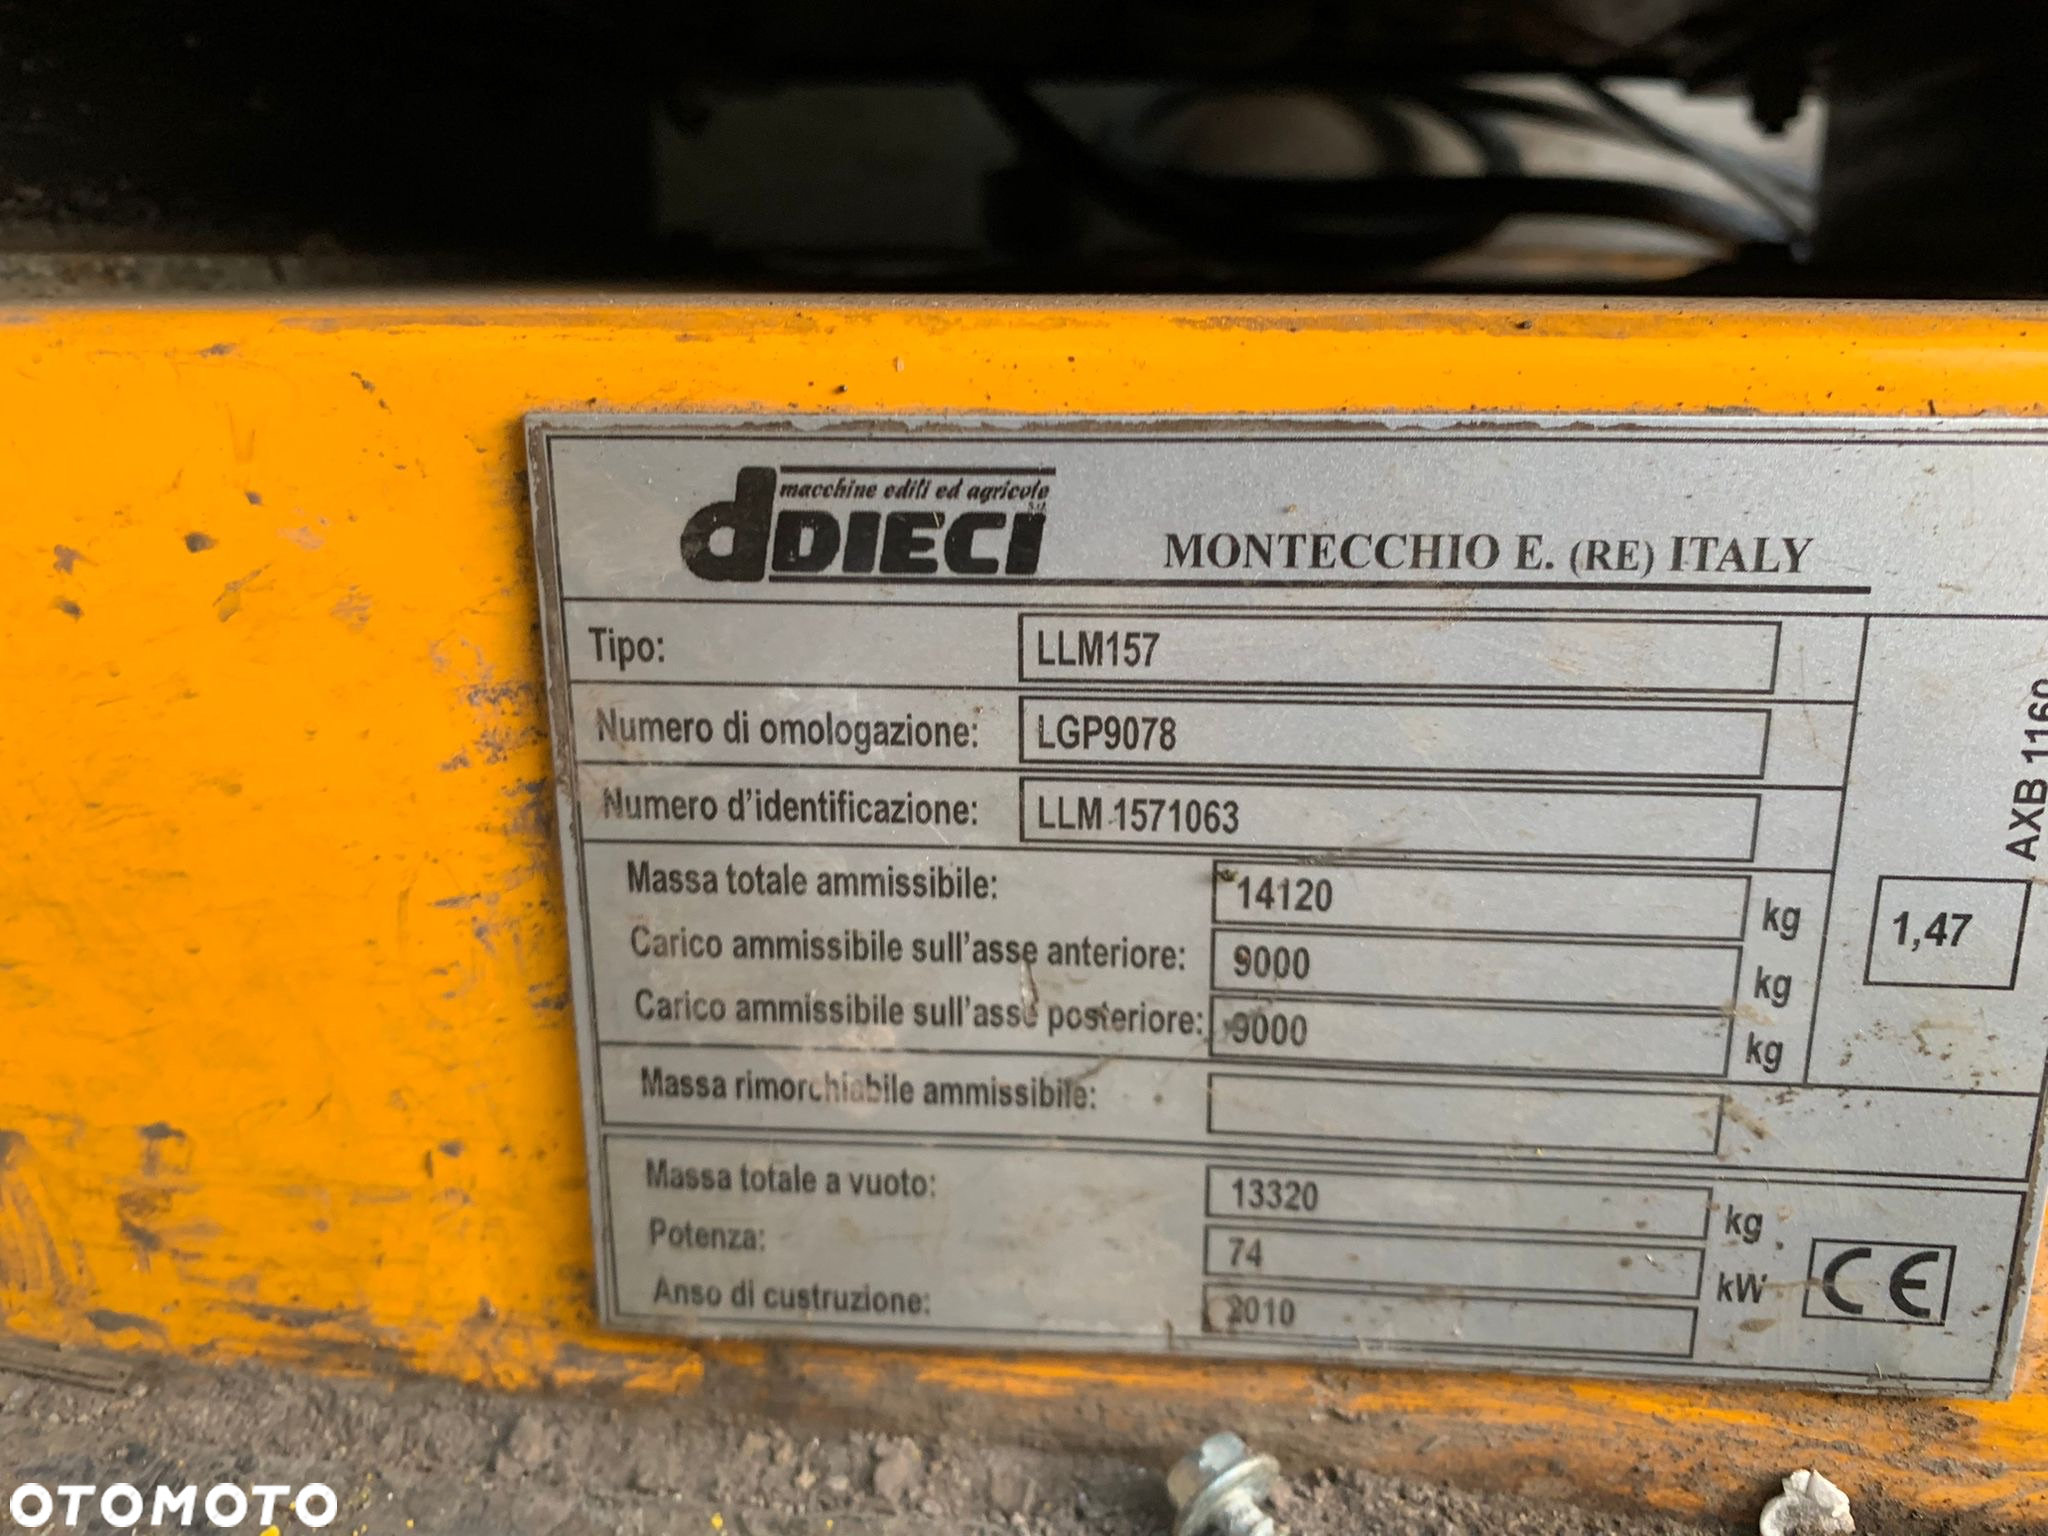 macchine edili ed agricole
s.r.l.
dDIECI
MONTECCHIO E. (RE) ITALY
Tipo: LLM157
Numero di omologazione: LGP9078
Numero d'identificazione: LLM 1571063
Massa totale ammissibile: 14120 kg
Carico ammissibile sull'asse anteriore: 9000 kg
Carico ammissibile sull'asse posteriore: 9000 kg
Massa rimorchiabile ammissibile:
Massa totale a vuoto: 13320 kg
Potenza: 74 kW
Anso di custruzione: 2010
AXB 1160
1,47
CE
OTOMOTO